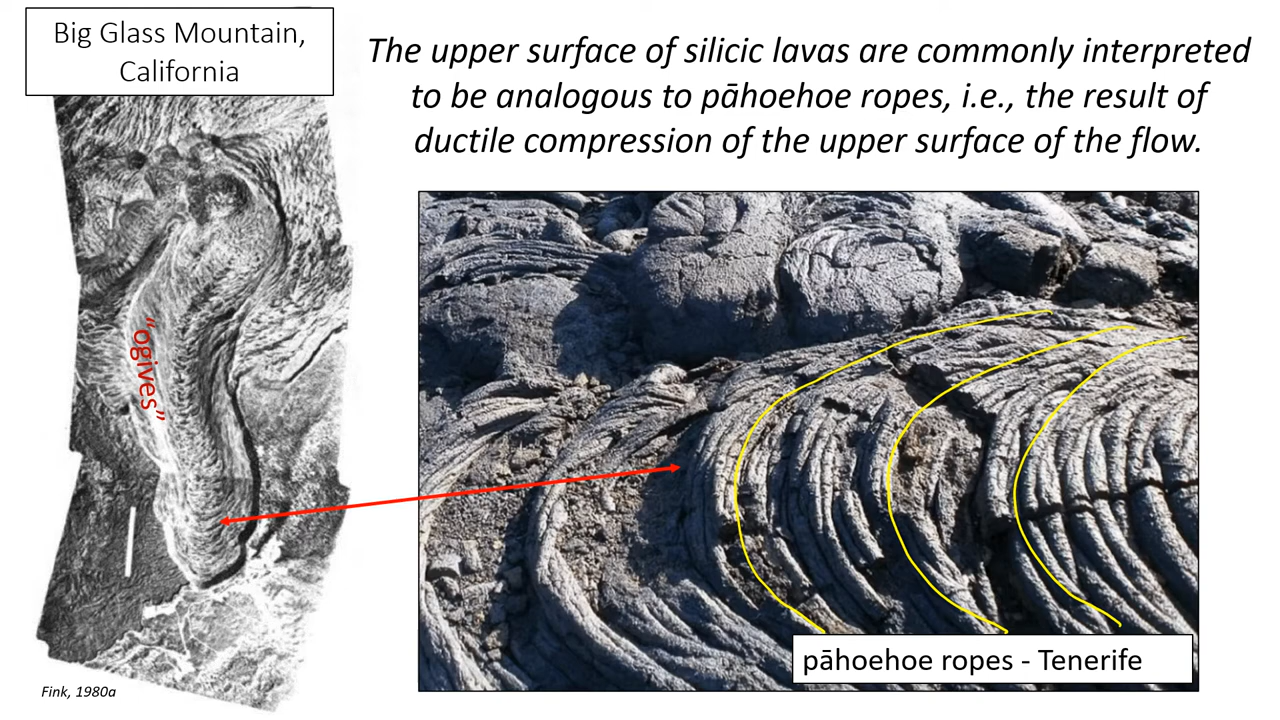 Big Glass Mountain,
California
The upper surface of silicic lavas are commonly interpreted
to be analogous to pāhoehoe ropes, i.e., the result of
ductile compression of the upper surface of the flow.
“ogives”
pāhoehoe ropes - Tenerife
Fink, 1980a